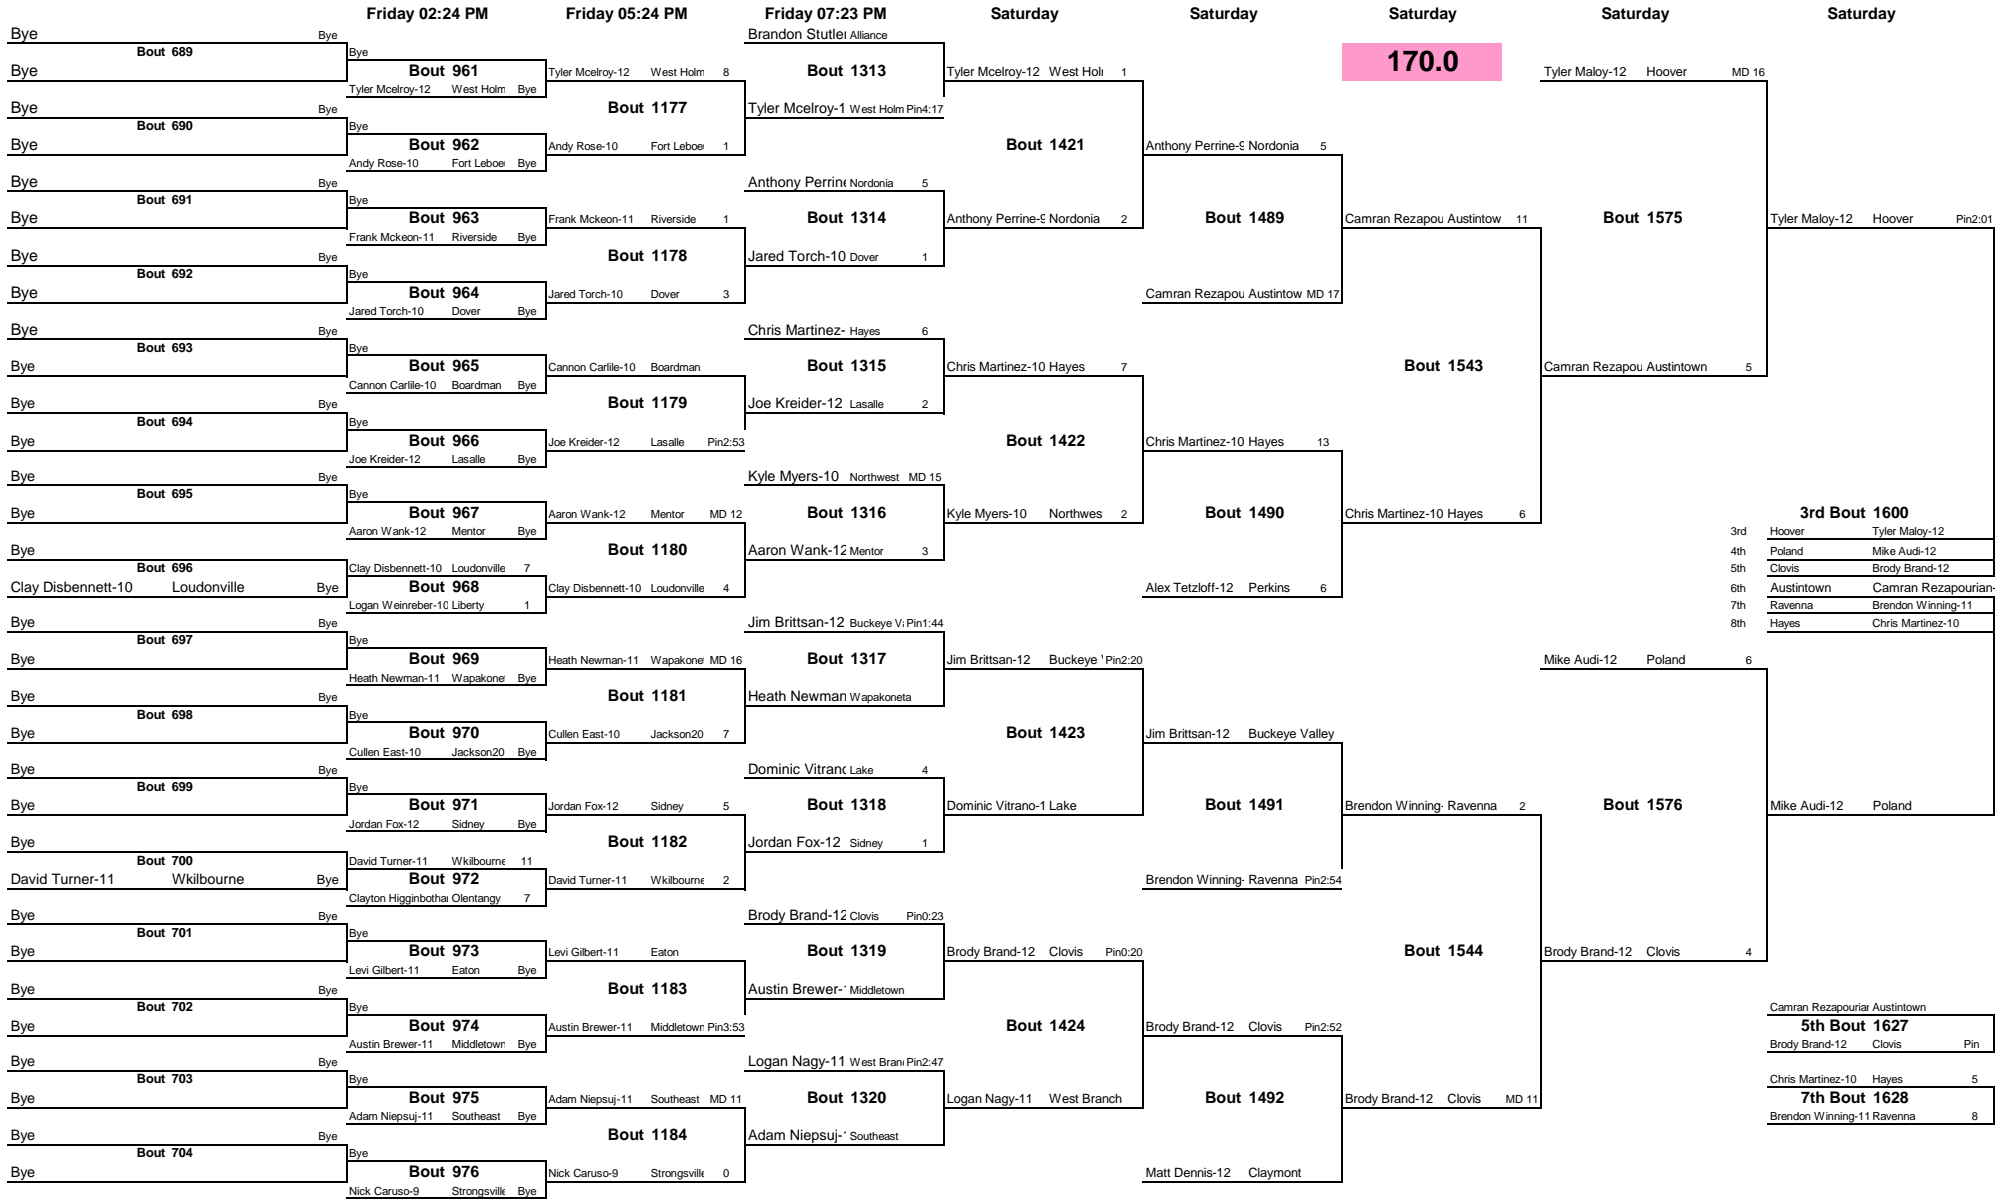 Friday 02:24 PM Friday 05:24 PM Friday 07:23 PM Saturday Saturday Saturday Saturday Saturday
170.0
Bye Bye
Bout 689
Bye
Bye Bye
Bout 690
Bye
Bye Bye
Bout 691
Bye
Bye Bye
Bout 692
Bye
Bye Bye
Bout 693
Bye
Bye Bye
Bout 694
Bye
Bye Bye
Bout 695
Bye
Bye Bye
Bout 696
Clay Disbennett-10 Loudonville Bye
Bye Bye
Bout 697
Bye
Bye Bye
Bout 698
Bye
Bye Bye
Bout 699
Bye
Bye
Bout 700
David Turner-11 Wkilbourne Bye
Bye Bye
Bout 701
Bye
Bye Bye
Bout 702
Bye
Bye Bye
Bout 703
Bye
Bye Bye
Bout 704
Bye
Bye
Bout 961
Tyler Mcelroy-12 West Holm Bye
Bye
Bout 962
Andy Rose-10 Fort Leboe Bye
Bye
Bout 963
Frank Mckeon-11 Riverside Bye
Bye
Bout 964
Jared Torch-10 Dover Bye
Bye
Bout 965
Cannon Carlile-10 Boardman Bye
Bye
Bout 966
Joe Kreider-12 Lasalle Bye
Bye
Bout 967
Aaron Wank-12 Mentor Bye
Clay Disbennett-10 Loudonville 7
Bout 968
Logan Weinreber-10 Liberty 1
Bye
Bout 969
Heath Newman-11 Wapakone Bye
Bye
Bout 970
Cullen East-10 Jackson20 Bye
Bye
Bout 971
Jordan Fox-12 Sidney Bye
David Turner-11 Wkilbourne 11
Bout 972
Clayton Higginbotha Olentangy 7
Bye
Bout 973
Levi Gilbert-11 Eaton Bye
Bye
Bout 974
Austin Brewer-11 Middletown Bye
Bye
Bout 975
Adam Niepsuj-11 Southeast Bye
Bye
Bout 976
Nick Caruso-9 Strongsville Bye
Tyler Mcelroy-12 West Holm 8
Bout 1177
Andy Rose-10 Fort Leboe 1
Frank Mckeon-11 Riverside 1
Bout 1178
Jared Torch-10 Dover 3
Cannon Carlile-10 Boardman
Bout 1179
Joe Kreider-12 Lasalle Pin2:53
Aaron Wank-12 Mentor MD 12
Bout 1180
Clay Disbennett-10 Loudonville 4
Heath Newman-11 Wapakone MD 16
Bout 1181
Cullen East-10 Jackson20 7
Jordan Fox-12 Sidney 5
Bout 1182
David Turner-11 Wkilbourne 2
Levi Gilbert-11 Eaton
Bout 1183
Austin Brewer-11 Middletown Pin3:53
Adam Niepsuj-11 Southeast MD 11
Bout 1184
Nick Caruso-9 Strongsville 0
Brandon Stutle Alliance
Bout 1313
Tyler Mcelroy-1 West Holm Pin4:17
Anthony Perrin Nordonia 5
Bout 1314
Jared Torch-10 Dover 1
Chris Martinez- Hayes 6
Bout 1315
Joe Kreider-12 Lasalle 2
Kyle Myers-10 Northwest MD 15
Bout 1316
Aaron Wank-12 Mentor 3
Jim Brittsan-12 Buckeye Va Pin1:44
Bout 1317
Heath Newman Wapakoneta
Dominic Vitrano Lake 4
Bout 1318
Jordan Fox-12 Sidney 1
Brody Brand-12 Clovis Pin0:23
Bout 1319
Austin Brewer- Middletown
Logan Nagy-11 West Bran Pin2:47
Bout 1320
Adam Niepsuj- Southeast
Tyler Mcelroy-12 West Hol 1
Bout 1421
Anthony Perrine-9 Nordonia 2
Chris Martinez-10 Hayes 7
Bout 1422
Kyle Myers-10 Northwes 2
Jim Brittsan-12 Buckeye Pin2:20
Bout 1423
Dominic Vitrano-1 Lake
Brody Brand-12 Clovis Pin0:20
Bout 1424
Logan Nagy-11 West Branch
Anthony Perrine-9 Nordonia 5
Bout 1489
Camran Rezapou Austintow MD 17
Chris Martinez-10 Hayes 13
Bout 1490
Alex Tetzloff-12 Perkins 6
Jim Brittsan-12 Buckeye Valley
Bout 1491
Brendon Winning- Ravenna Pin2:54
Brody Brand-12 Clovis Pin2:52
Bout 1492
Matt Dennis-12 Claymont
Camran Rezapou Austintow 11
Bout 1543
Chris Martinez-10 Hayes 6
Brendon Winning- Ravenna 2
Bout 1544
Brody Brand-12 Clovis MD 11
Tyler Maloy-12 Hoover MD 16
Bout 1575
Camran Rezapou Austintown 5
Mike Audi-12 Poland 6
Bout 1576
Brody Brand-12 Clovis 4
Tyler Maloy-12 Hoover Pin2:01
3rd Bout 1600
3rd Hoover Tyler Maloy-12
4th Poland Mike Audi-12
5th Clovis Brody Brand-12
6th Austintown Camran Rezapourian-
7th Ravenna Brendon Winning-11
8th Hayes Chris Martinez-10
Mike Audi-12 Poland
Camran Rezapourian Austintown
5th Bout 1627
Brody Brand-12 Clovis Pin
Chris Martinez-10 Hayes 5
7th Bout 1628
Brendon Winning-11 Ravenna 8